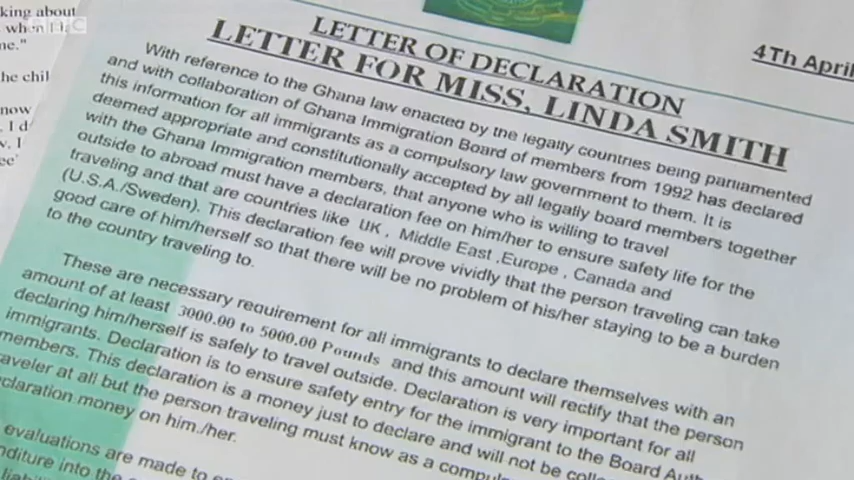 king about
when I
me."
he chil
now
I d
BBC
4Th April
LETTER OF DECLARATION
LETTER FOR MISS, LINDA SMITH
With reference to the Ghana law enacted by the legally countries being parliamented
and with collaboration of Ghana Immigration Board of members from 1992 has declared
this information for all immigrants as a compulsory law government to them. It is
deemed appropriate and constitutionally accepted by all legally board members together
with the Ghana Immigration members, that anyone who is willing to travel
outside to abroad must have a declaration fee on him/her to ensure safety life for the
traveling and that are countries like UK , Middle East ,Europe , Canada and
(U.S.A./Sweden). This declaration fee will prove vividly that the person traveling can take
good care of him/herself so that there will be no problem of his/her staying to be a burden
to the country traveling to.
These are necessary requirement for all immigrants to declare themselves with an
amount of at least 3000.00 to 5000.00 Pounds and this amount will rectify that the person
declaring him/herself is safely to travel outside. Declaration is very important for all
immigrants. Declaration is to ensure safety entry for the immigrant to the Board Auth
members. This declaration is a money just to declare and will not be colle
aveler at all but the person traveling must know as a compuls
claration money on him./her.
evaluations are made to en
nditure into the